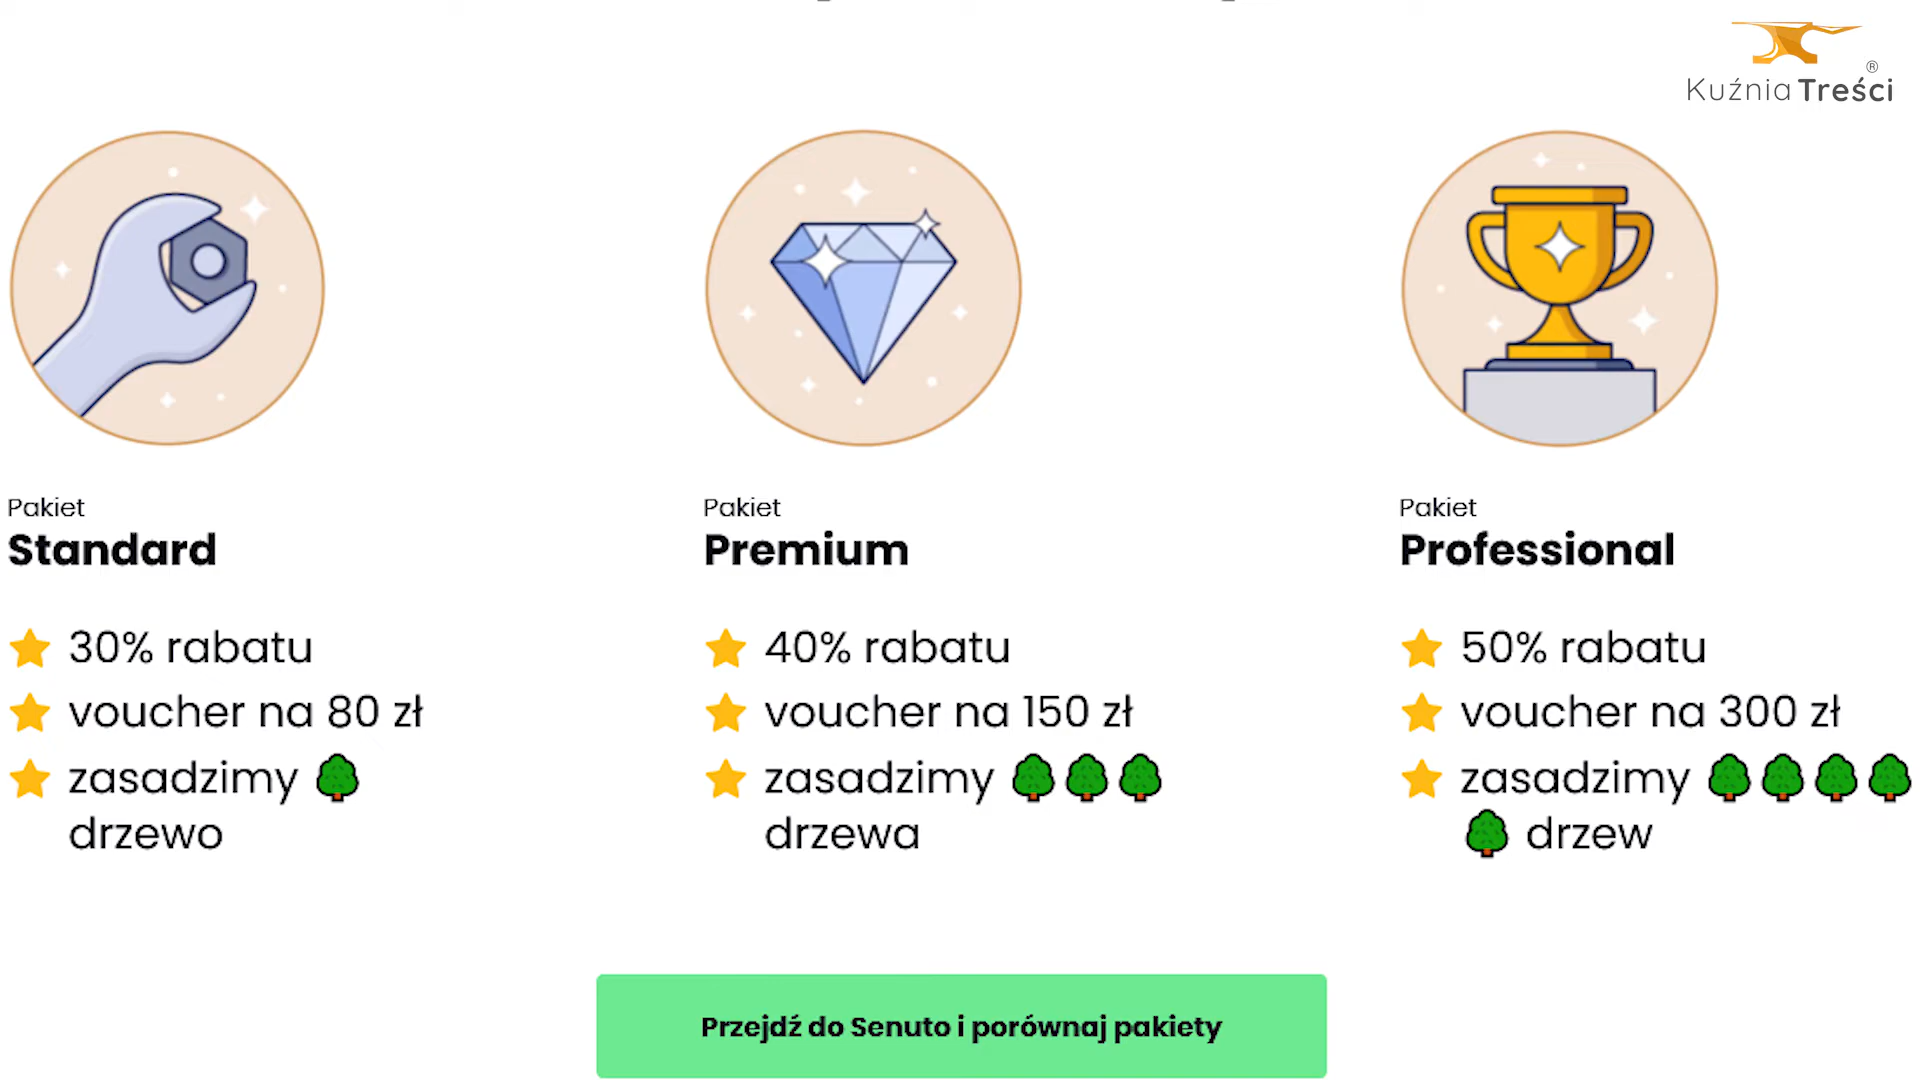 Kuźnia Treści ®
Pakiet
Standard
30% rabatu
voucher na 80 zł
zasadzimy
drzewo
Pakiet
Premium
40% rabatu
voucher na 150 zł
zasadzimy
drzewa
Pakiet
Professional
50% rabatu
voucher na 300 zł
zasadzimy
drzew
Przejdź do Senuto i porównaj pakiety